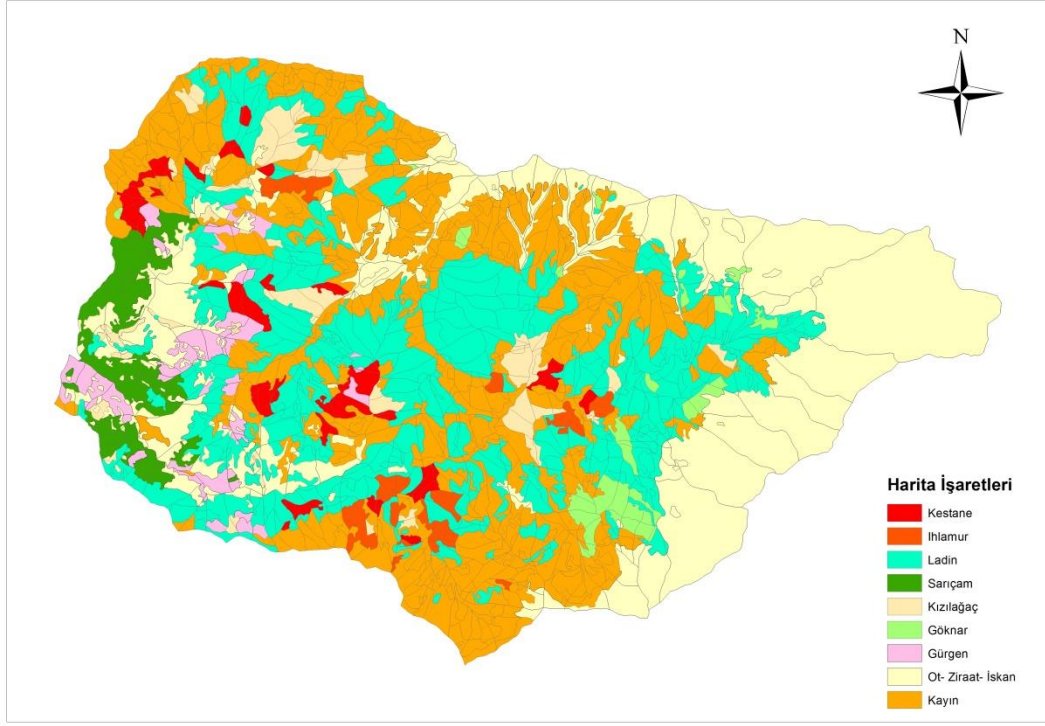 N
Harita İşaretleri
Kestane
Ihlamur
Ladin
Sarıçam
Kızılağaç
Göknar
Gürgen
Ot- Ziraat- İskan
Kayın